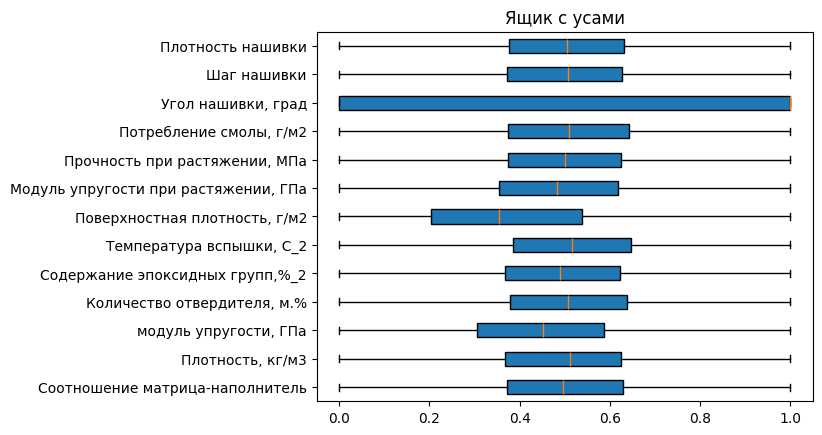 Ящик с усами
Плотность нашивки
Шаг нашивки
Угол нашивки, град
Потребление смолы, г/м2
Прочность при растяжении, МПа
Модуль упругости при растяжении, ГПа
Поверхностная плотность, г/м2
Температура вспышки, С_2
Содержание эпоксидных групп,%_2
Количество отвердителя, м.%
модуль упругости, ГПа
Плотность, кг/м3
Соотношение матрица-наполнитель
0.0 0.2 0.4 0.6 0.8 1.0